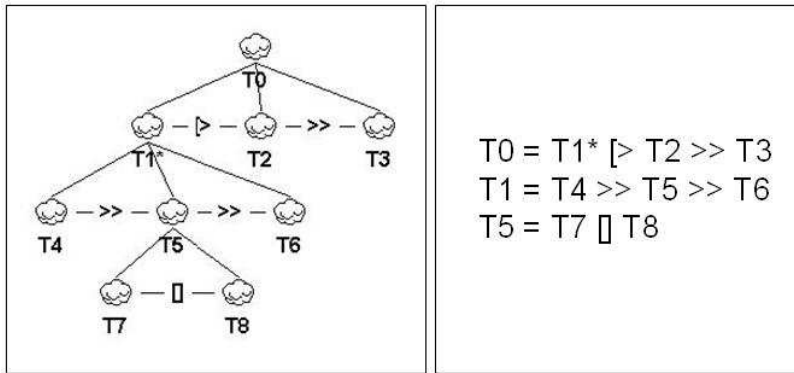 T0
[> >>
T1* T2 T3
>> >>
T4 T5 T6
[]
T7 T8
T0 = T1* [> T2 >> T3
T1 = T4 >> T5 >> T6
T5 = T7 [] T8